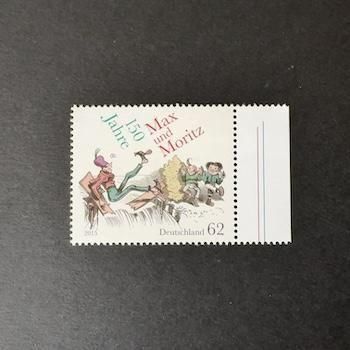 150
Jahre
Max
und
Moritz
2015
Deutschland 62